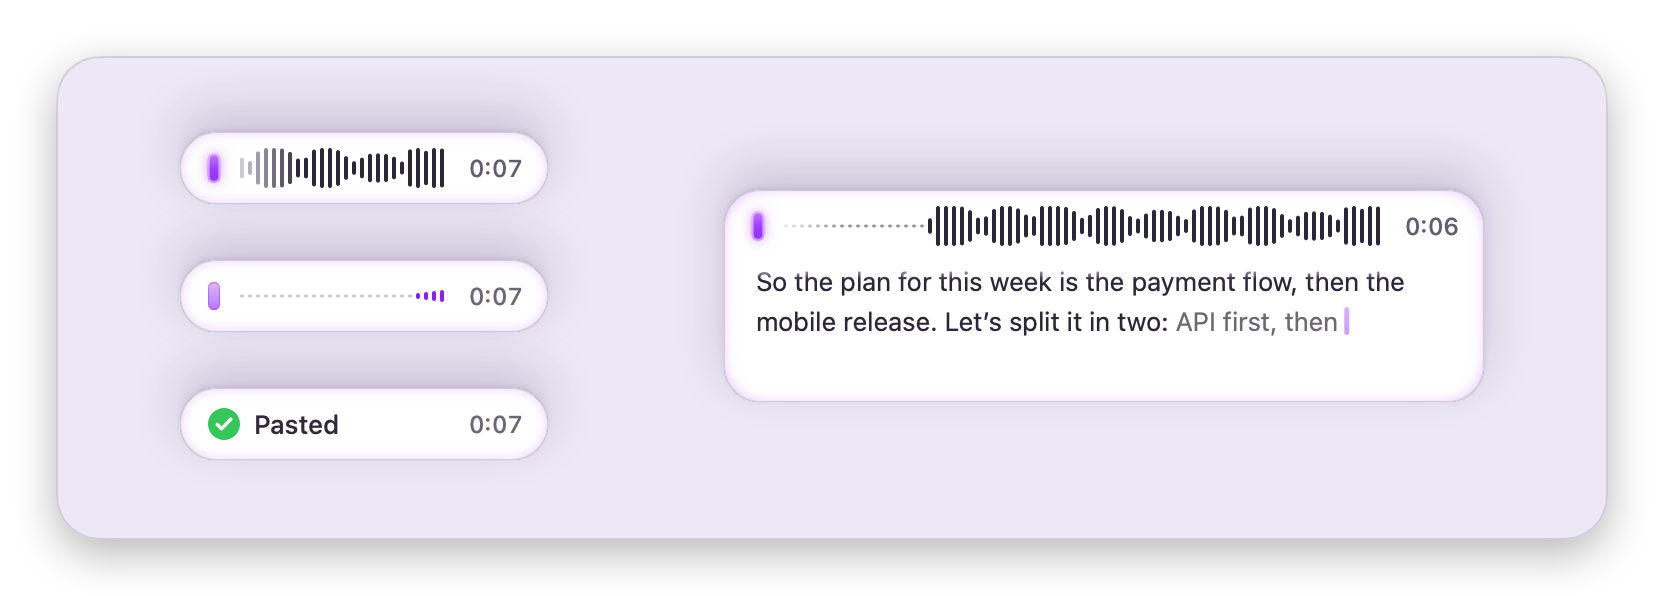 0:07
0:07
Pasted 0:07
0:06
So the plan for this week is the payment flow, then the
mobile release. Let’s split it in two: API first, then